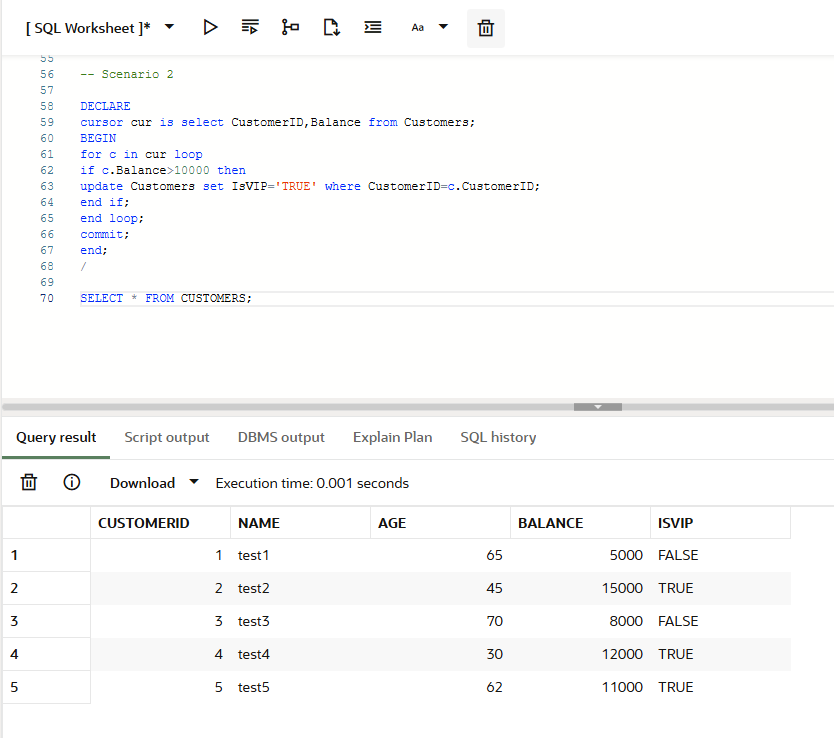 [ SQL Worksheet ]* Aa
55
56 -- Scenario 2
57
58 DECLARE
59 cursor cur is select CustomerID,Balance from Customers;
60 BEGIN
61 for c in cur loop
62 if c.Balance>10000 then
63 update Customers set IsVIP='TRUE' where CustomerID=c.CustomerID;
64 end if;
65 end loop;
66 commit;
67 end;
68 /
69
70 SELECT * FROM CUSTOMERS;
Query result Script output DBMS output Explain Plan SQL history
Download Execution time: 0.001 seconds
CUSTOMERID NAME AGE BALANCE ISVIP
1 1 test1 65 5000 FALSE
2 2 test2 45 15000 TRUE
3 3 test3 70 8000 FALSE
4 4 test4 30 12000 TRUE
5 5 test5 62 11000 TRUE